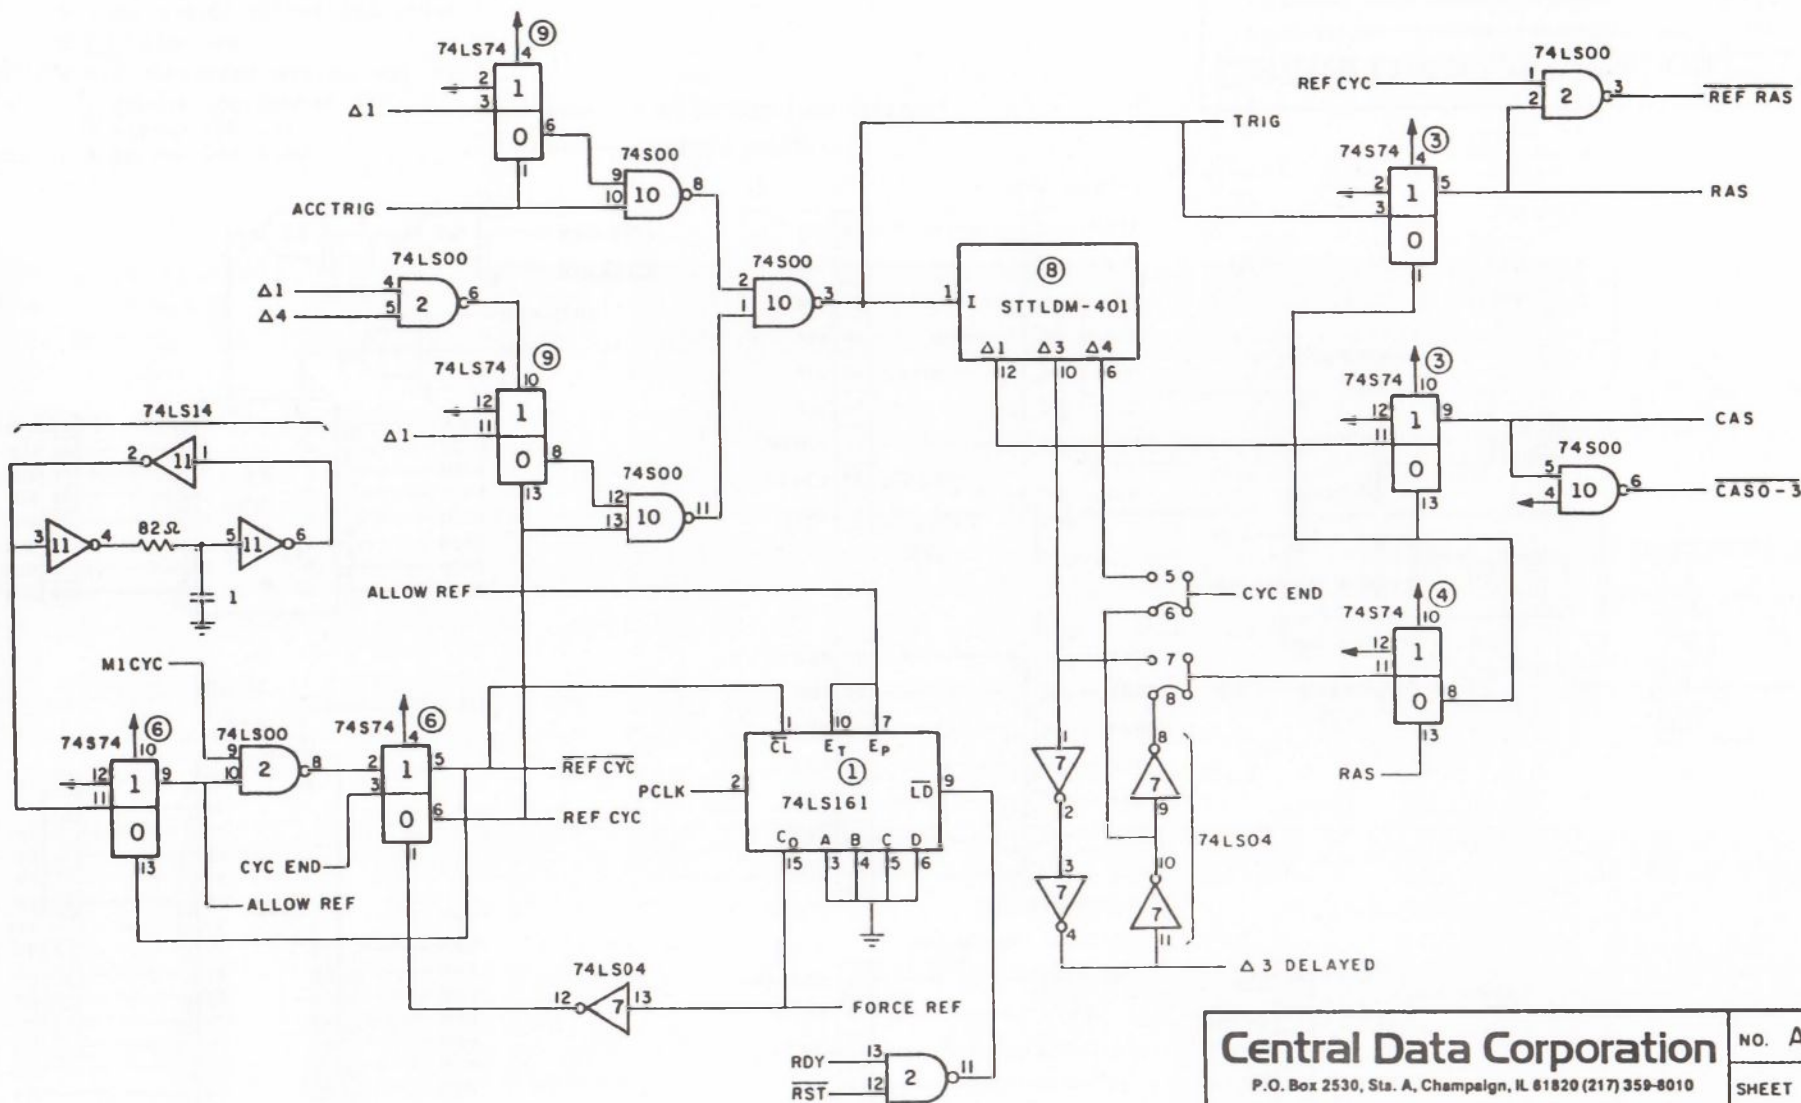 74LS74 9
4
2 1
Δ1 3
0 6
1
74S00
9
10 10 8
ACC TRIG
74LS00
Δ1 4
Δ4 5 2 6
74S00
2
1 10 3
TRIG
8
1 I STTLDM-401
Δ1 Δ3 Δ4
12 10 6
74LS00
REF CYC 1
2 2 3 REF RAS
74S74 3
4
2 1 5 RAS
3
0
1
74LS74 9
10
12 1
Δ1 11
0 8
13
74S00
12
13 10 11
74S74 3
10
12 1 9 CAS
11
0
13
74S00
5
4 10 6 CAS0-3
74LS14
2 11 1
3 11 4 82Ω 5 11 6
1
ALLOW REF
5
CYC END
6
7
8
74S74 4
10
12 1
11
0 8
13
RAS
M1 CYC
74S74 6
10
12 1 9
11
0
13
74LS00
9
10 2 8
74S74 6
4
2 1 5 REF CYC
3
0 6 REF CYC
1
CYC END
ALLOW REF
1 10 7
CL ET EP
PCLK 2 1 LD 9
74LS161
CO A B C D
15 3 4 5 6
1
7
2
3
7
4
8
7
9
10
7
11
74LS04
Δ3 DELAYED
74LS04
12 7 13 FORCE REF
RDY 13
RST 12 2 11
Central Data Corporation
P.O. Box 2530, Sta. A, Champaign, IL 61820 (217) 359-8010
NO. A
SHEET